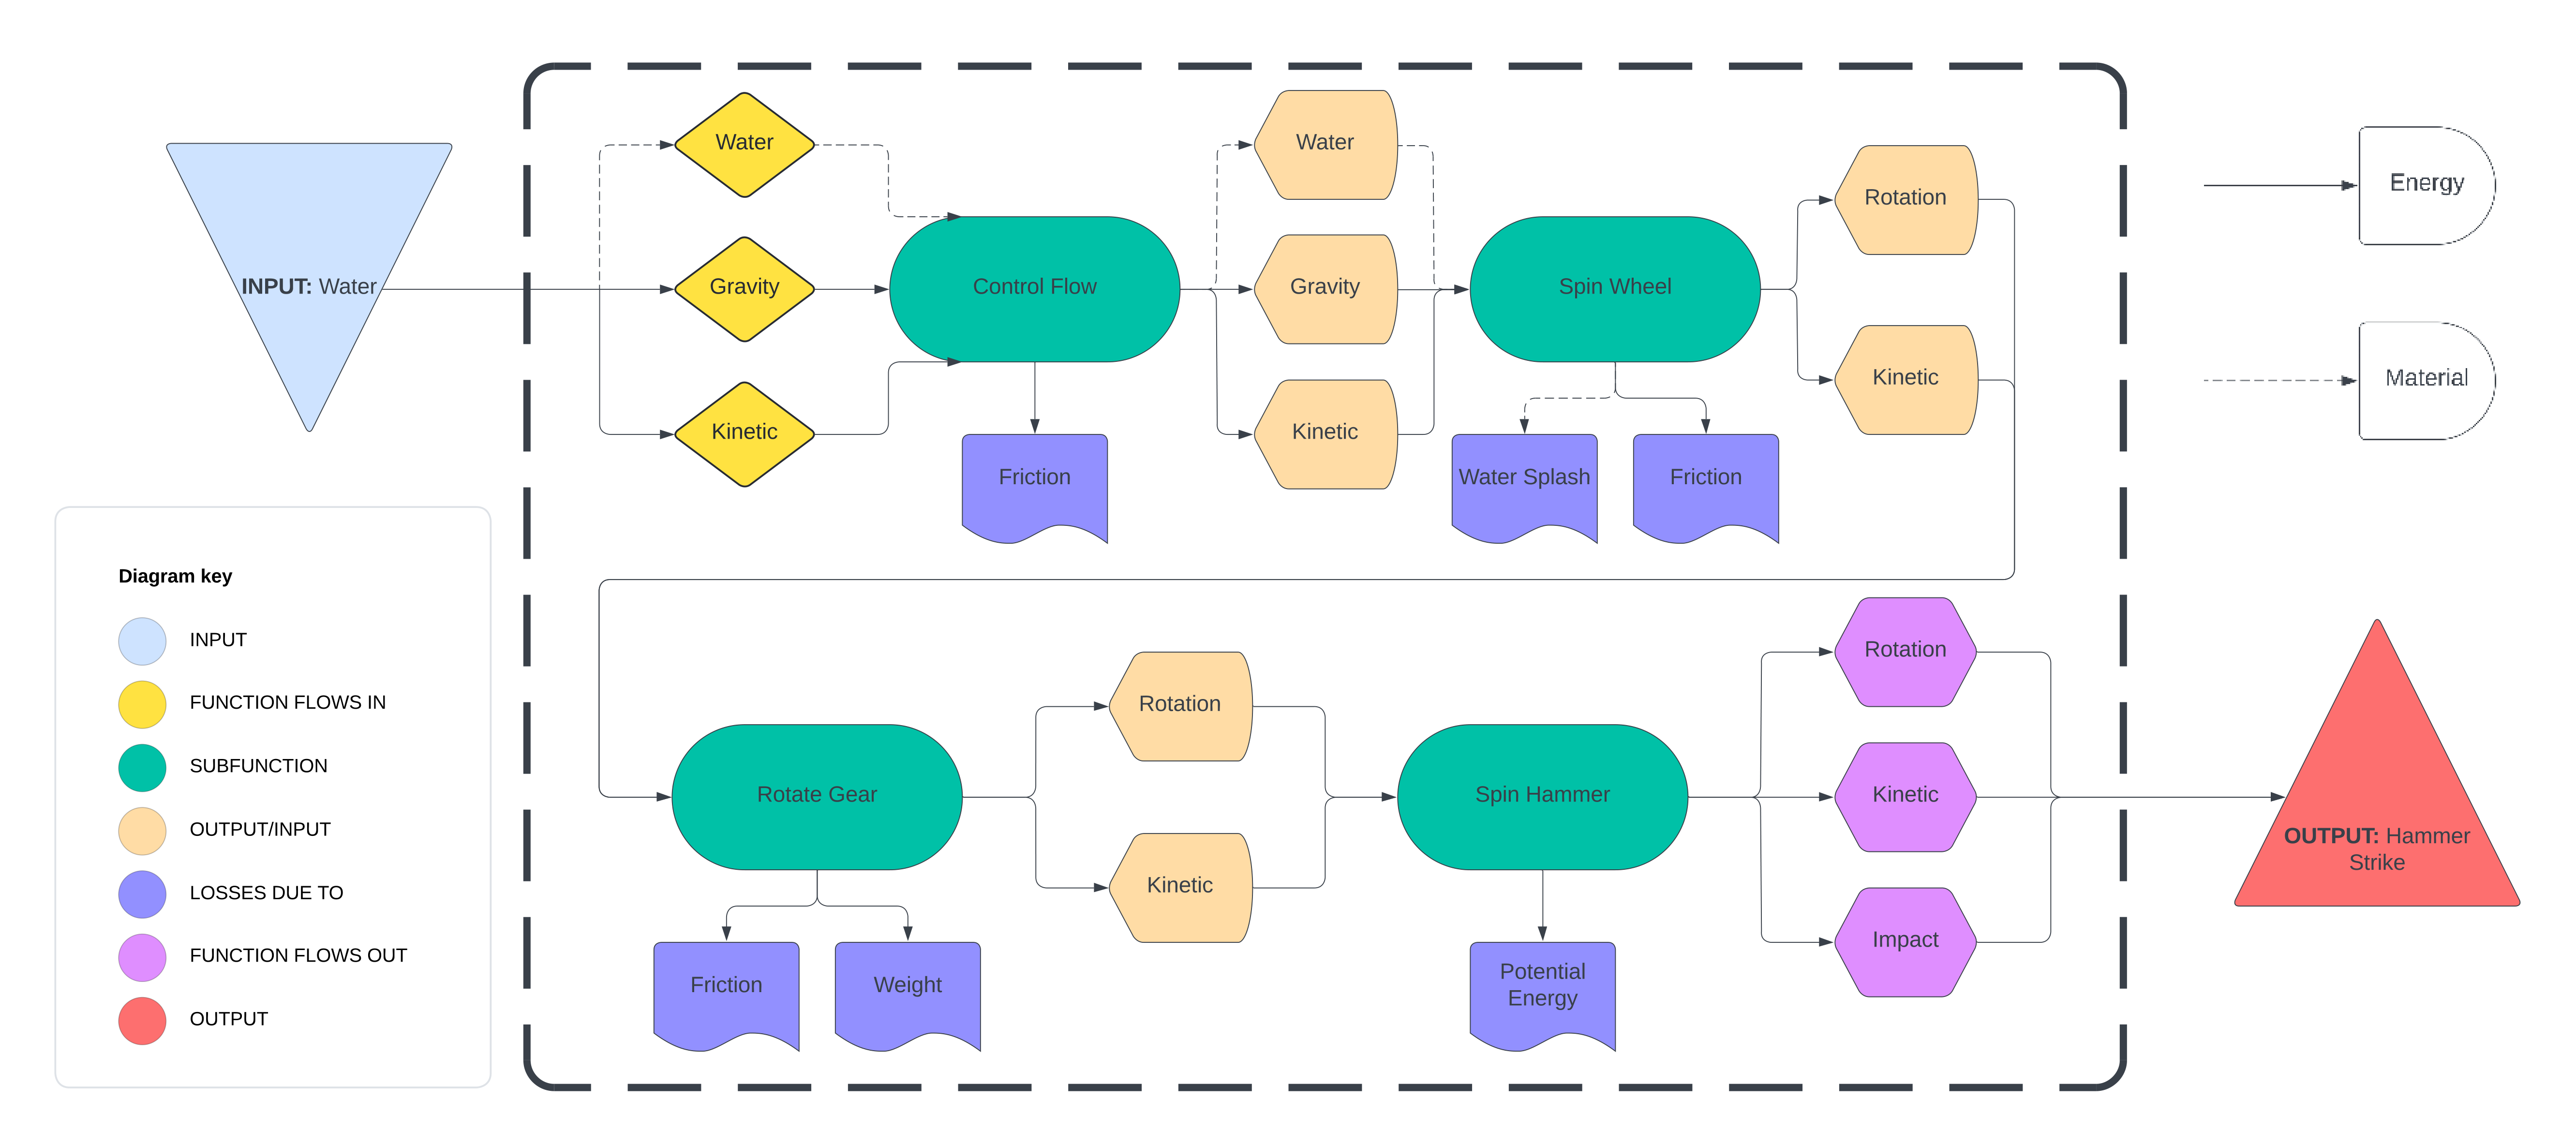 INPUT: Water
Water
Gravity
Kinetic
Control Flow
Friction
Water
Gravity
Kinetic
Spin Wheel
Water Splash
Friction
Rotation
Kinetic
Energy
Material
Diagram key
INPUT
FUNCTION FLOWS IN
SUBFUNCTION
OUTPUT/INPUT
LOSSES DUE TO
FUNCTION FLOWS OUT
OUTPUT
Rotate Gear
Friction
Weight
Rotation
Kinetic
Spin Hammer
Potential
Energy
Rotation
Kinetic
Impact
OUTPUT: Hammer
Strike